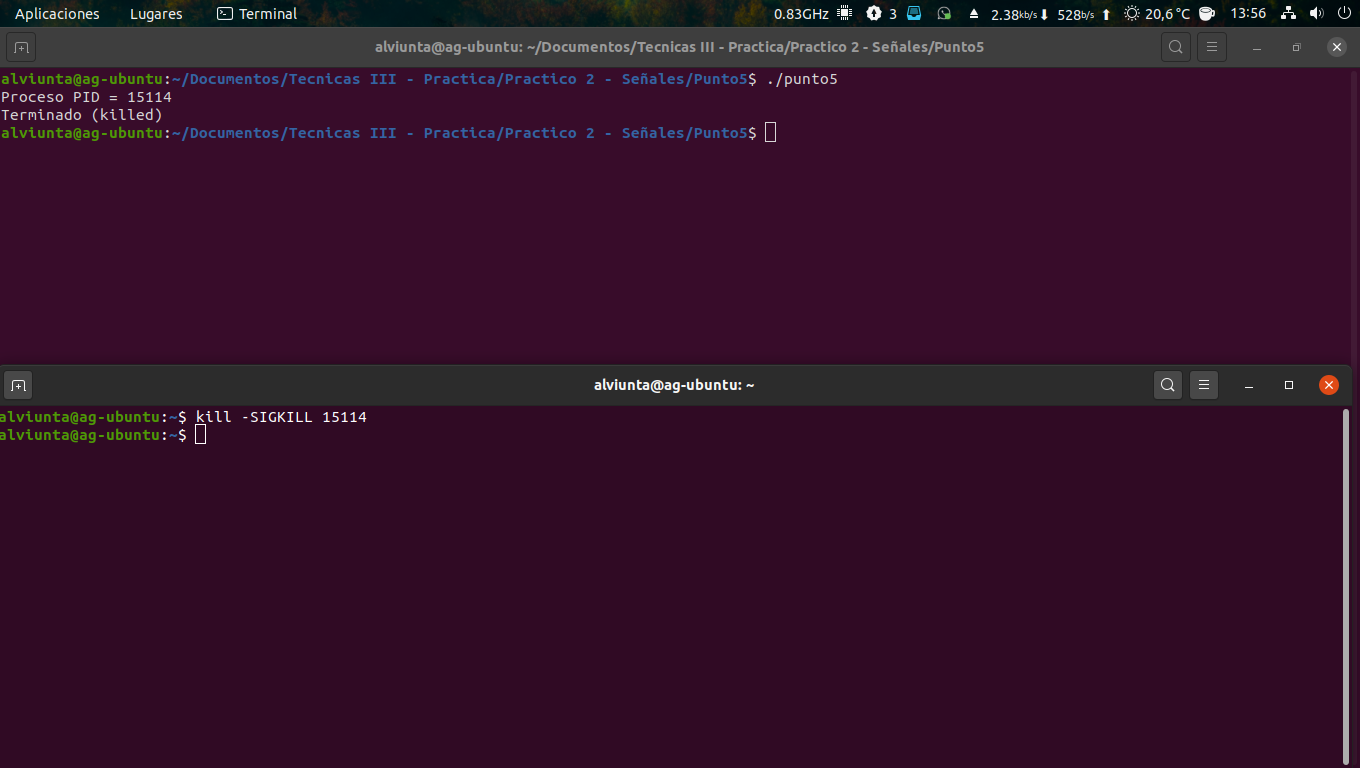 Aplicaciones Lugares Terminal 0.83GHz 3 2.38kb/s 528b/s 20,6°C 13:56
alviunta@ag-ubuntu: ~/Documentos/Tecnicas III - Practica/Practico 2 - Señales/Punto5
alviunta@ag-ubuntu:~/Documentos/Tecnicas III - Practica/Practico 2 - Señales/Punto5$ ./punto5
Proceso PID = 15114
Terminado (killed)
alviunta@ag-ubuntu:~/Documentos/Tecnicas III - Practica/Practico 2 - Señales/Punto5$
alviunta@ag-ubuntu: ~
alviunta@ag-ubuntu:~$ kill -SIGKILL 15114
alviunta@ag-ubuntu:~$